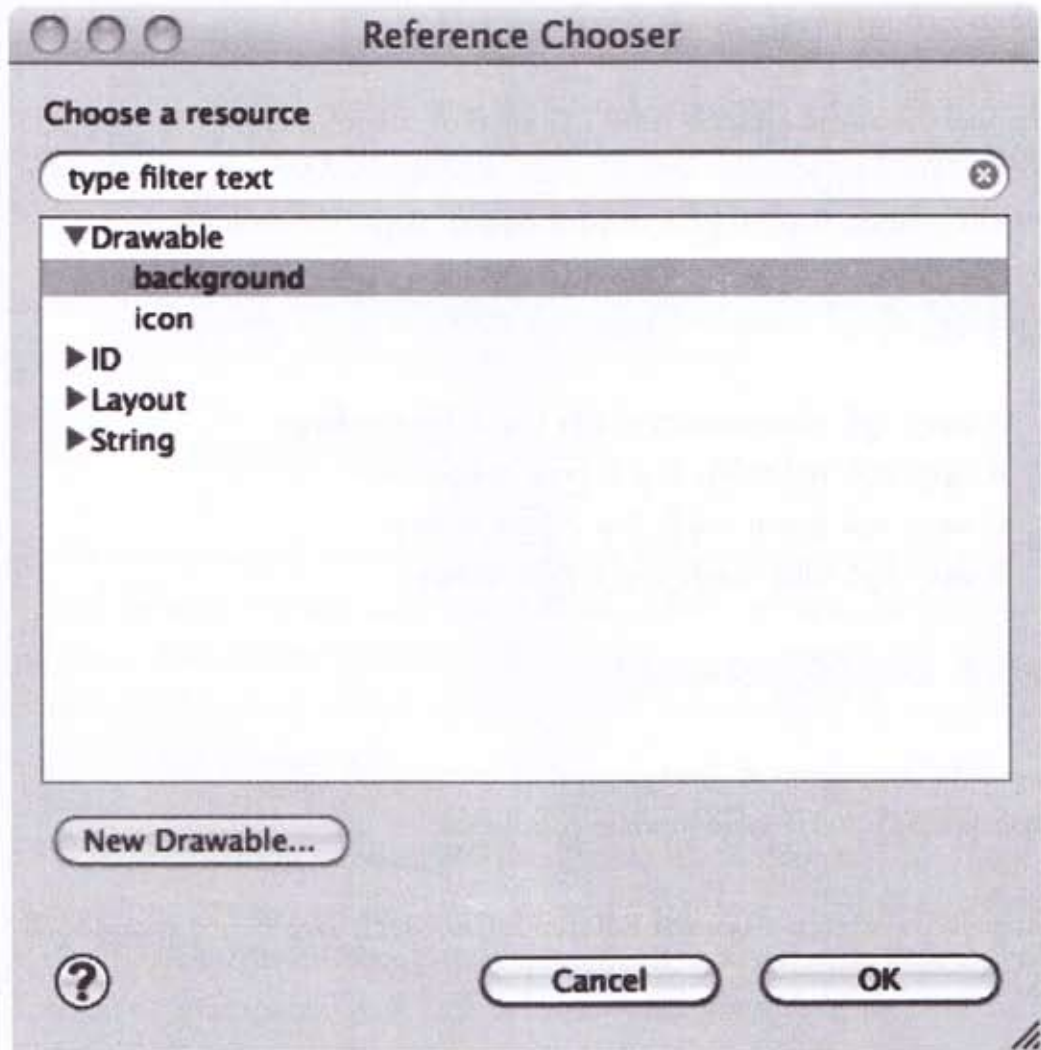 Reference Chooser
Choose a resource
type filter text
Drawable
background
icon
ID
Layout
String
New Drawable...
?
Cancel
OK